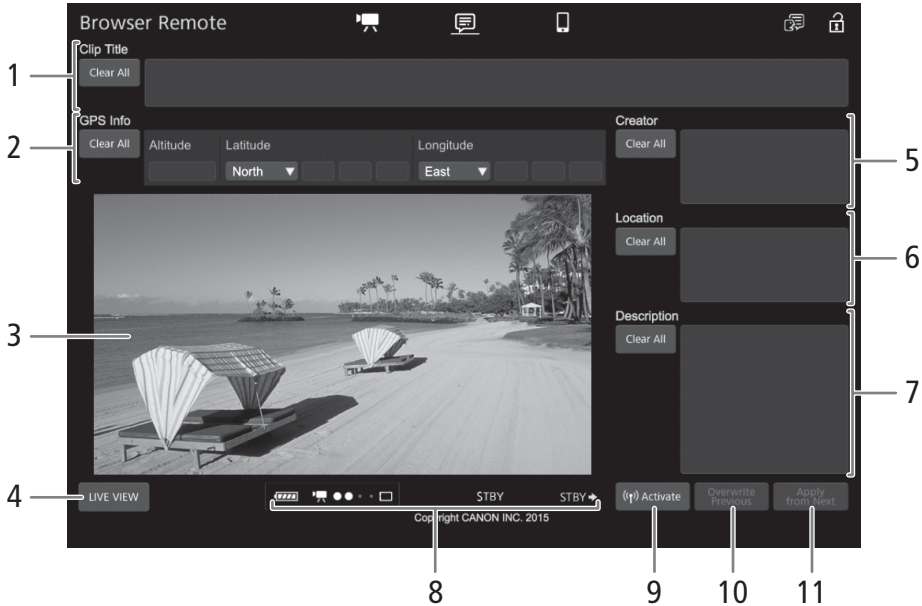 Browser Remote
Clip Title
1
Clear All
GPS Info
Creator
2
Clear All
Altitude
Latitude
Longitude
Clear All
5
North
East
Location
Clear All
6
3
Description
Clear All
7
4
LIVE VIEW
STBY
STBY
Activate
Overwrite
Previous
Apply
from Next
Copyright CANON INC. 2015
8
9
10
11